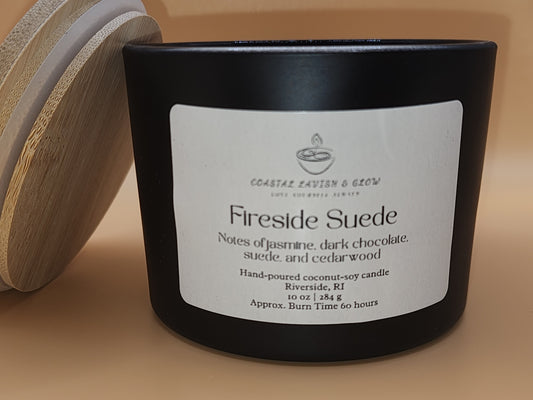 COASTAL LAVISH & GLOW
Fireside Suede
Notes of jasmine, dark chocolate,
suede, and cedarwood
Hand-poured coconut-soy candle
Riverside, RI
10 oz | 284 g
Approx. Burn Time 60 hours